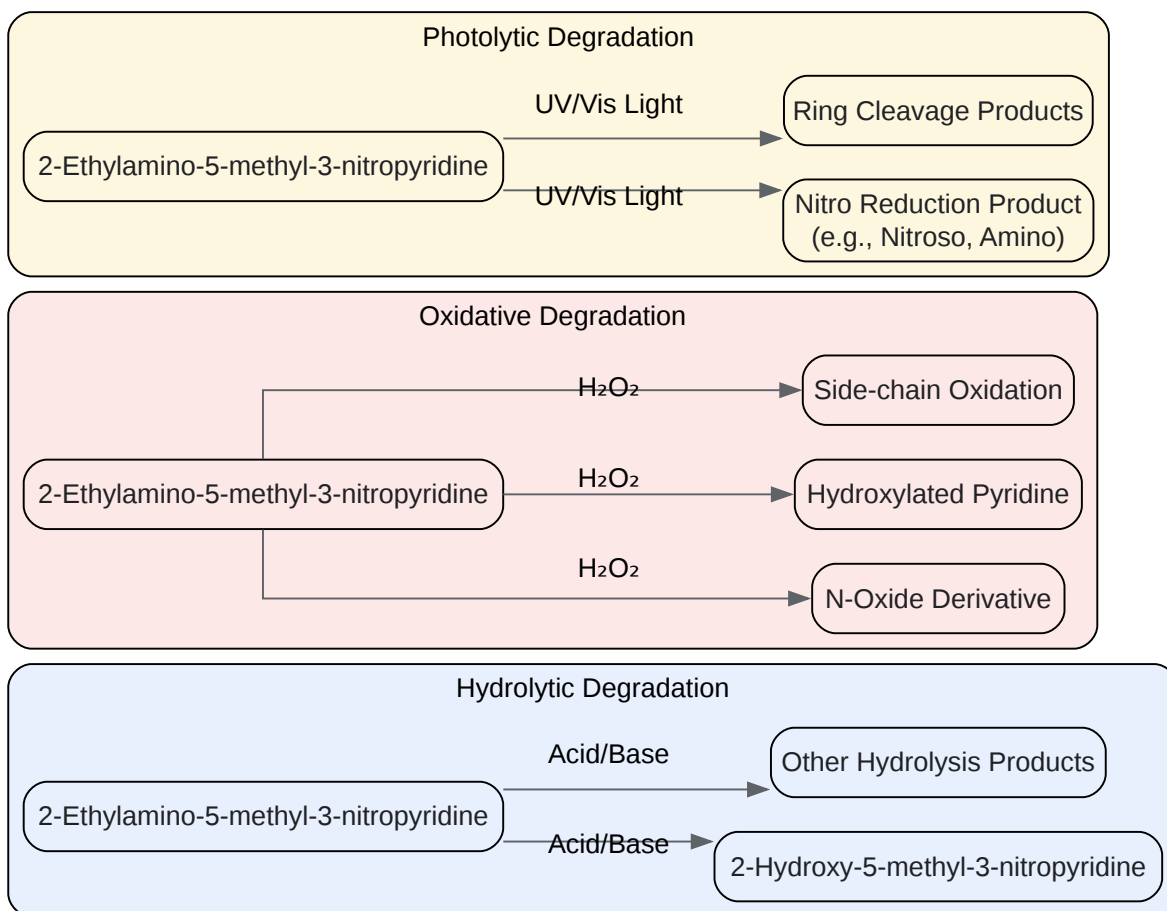 Photolytic Degradation
UV/Vis Light
Ring Cleavage Products
2-Ethylamino-5-methyl-3-nitropyridine
UV/Vis Light
Nitro Reduction Product
(e.g., Nitroso, Amino)
Oxidative Degradation
H₂O₂
Side-chain Oxidation
2-Ethylamino-5-methyl-3-nitropyridine
H₂O₂
Hydroxylated Pyridine
H₂O₂
N-Oxide Derivative
Hydrolytic Degradation
Acid/Base
Other Hydrolysis Products
2-Ethylamino-5-methyl-3-nitropyridine
Acid/Base
2-Hydroxy-5-methyl-3-nitropyridine